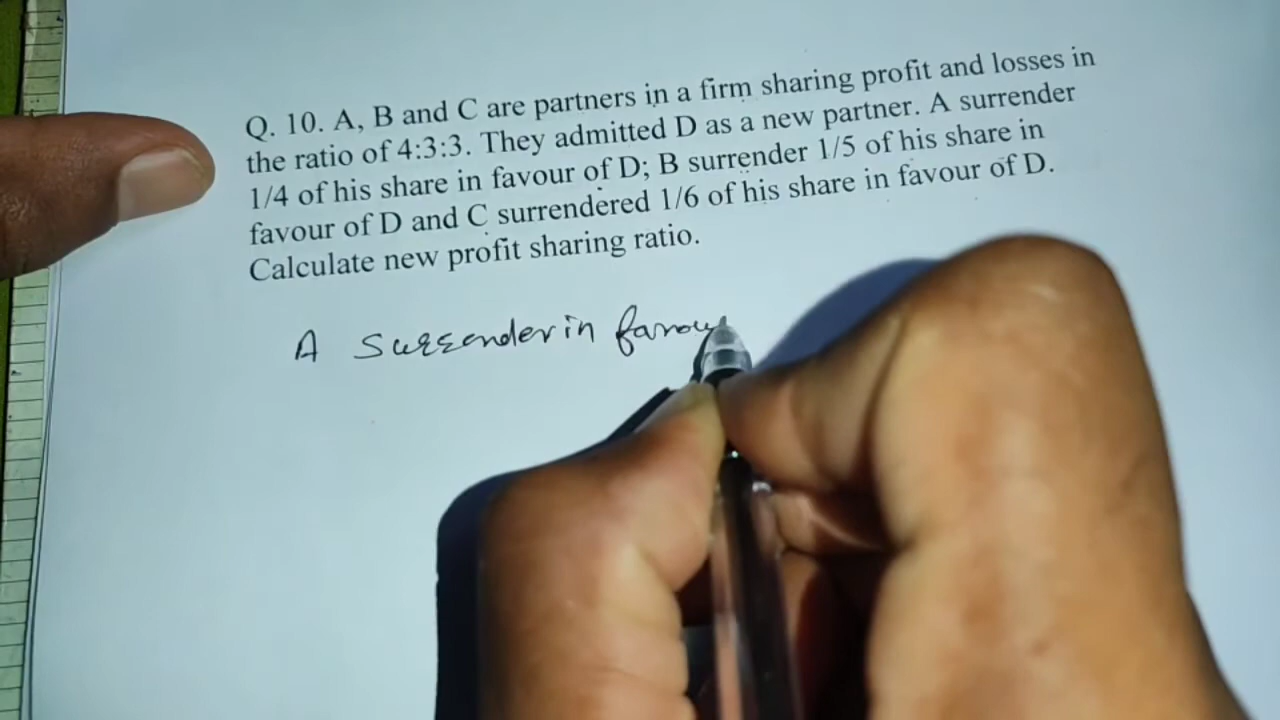 Q. 10. A, B and C are partners in a firm sharing profit and losses in
the ratio of 4:3:3. They admitted D as a new partner. A surrender
1/4 of his share in favour of D; B surrender 1/5 of his share in
favour of D and C surrendered 1/6 of his share in favour of D.
Calculate new profit sharing ratio.
A Surrender in favou